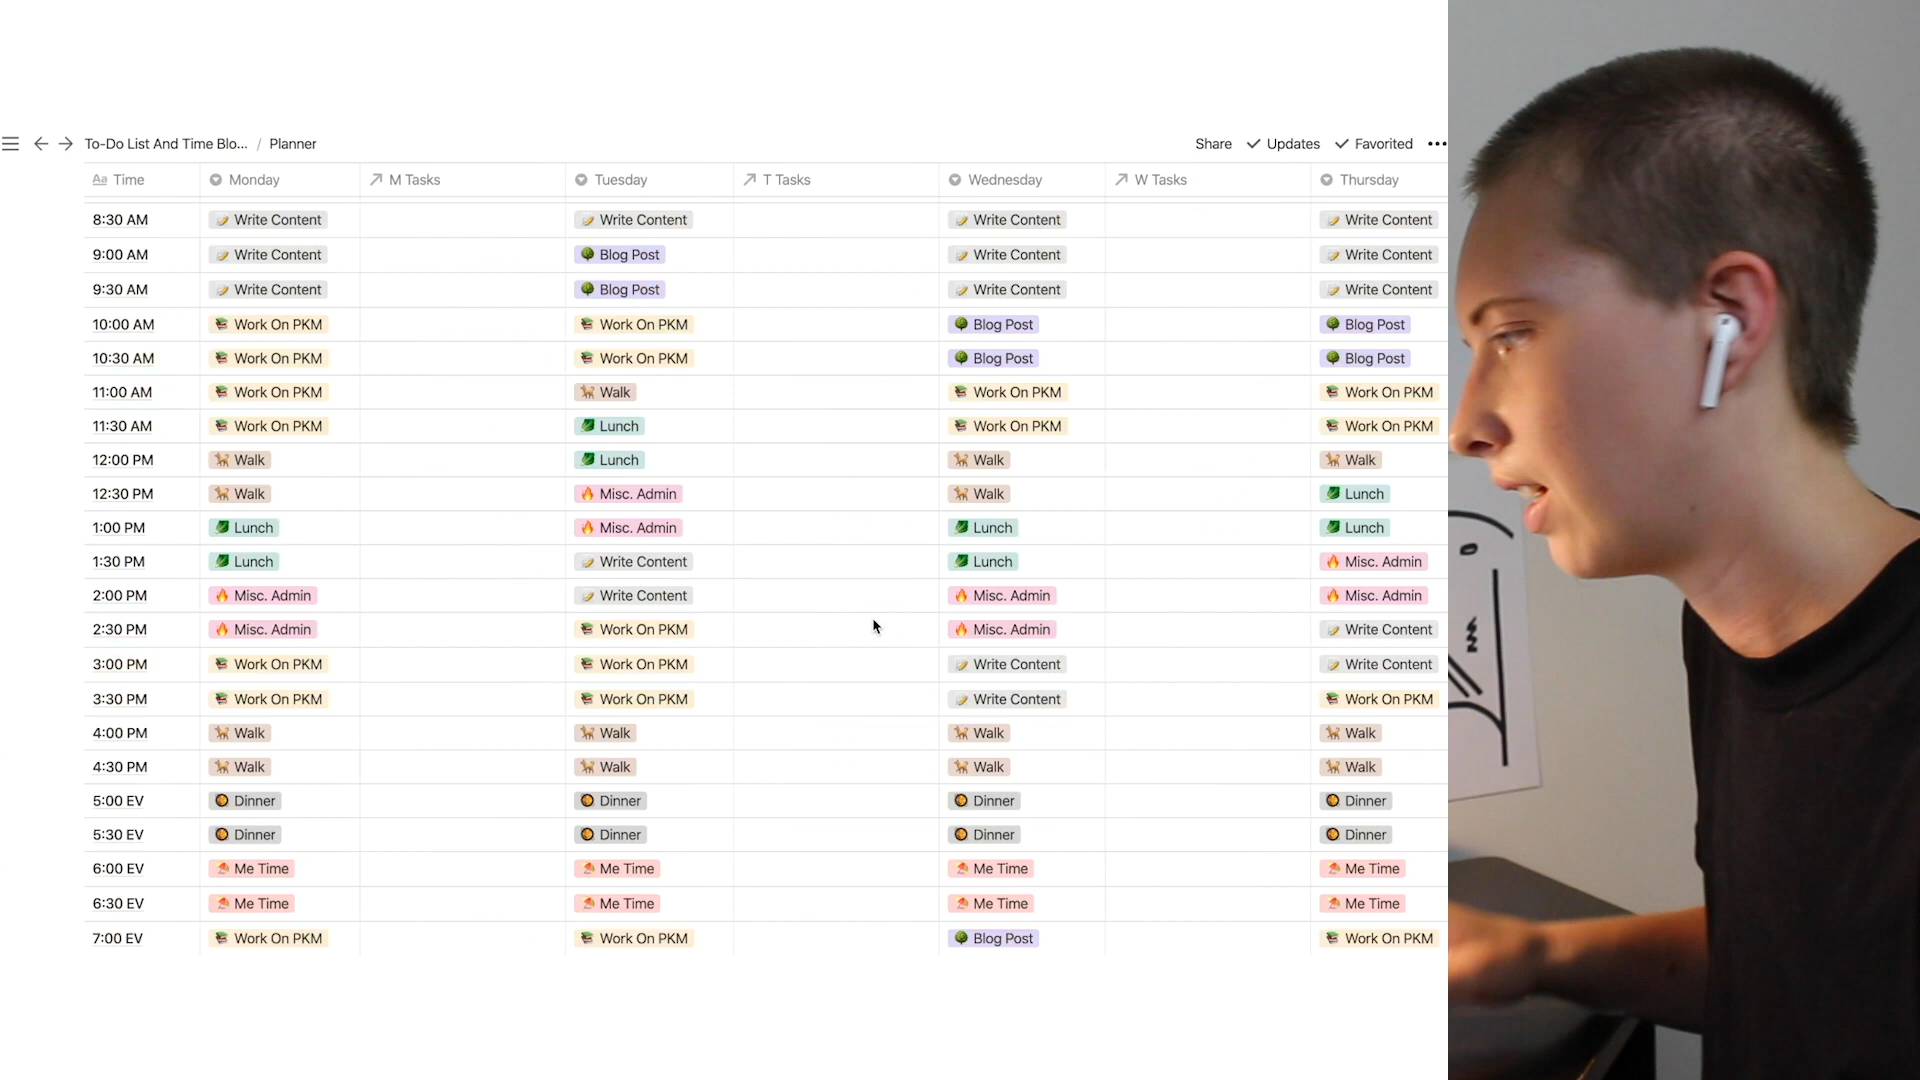 To-Do List And Time Blo... / Planner Share Updates Favorited
Aa Time Monday M Tasks Tuesday T Tasks Wednesday W Tasks Thursday
8:30 AM Write Content Write Content Write Content Write Content
9:00 AM Write Content Blog Post Write Content Write Content
9:30 AM Write Content Blog Post Write Content Write Content
10:00 AM Work On PKM Work On PKM Blog Post Blog Post
10:30 AM Work On PKM Work On PKM Blog Post Blog Post
11:00 AM Work On PKM Walk Work On PKM Work On PKM
11:30 AM Work On PKM Lunch Work On PKM Work On PKM
12:00 PM Walk Lunch Walk Walk
12:30 PM Walk Misc. Admin Walk Lunch
1:00 PM Lunch Misc. Admin Lunch Lunch
1:30 PM Lunch Write Content Lunch Misc. Admin
2:00 PM Misc. Admin Write Content Misc. Admin Misc. Admin
2:30 PM Misc. Admin Work On PKM Misc. Admin Write Content
3:00 PM Work On PKM Work On PKM Write Content Write Content
3:30 PM Work On PKM Work On PKM Write Content Work On PKM
4:00 PM Walk Walk Walk Walk
4:30 PM Walk Walk Walk Walk
5:00 EV Dinner Dinner Dinner Dinner
5:30 EV Dinner Dinner Dinner Dinner
6:00 EV Me Time Me Time Me Time Me Time
6:30 EV Me Time Me Time Me Time Me Time
7:00 EV Work On PKM Work On PKM Blog Post Work On PKM